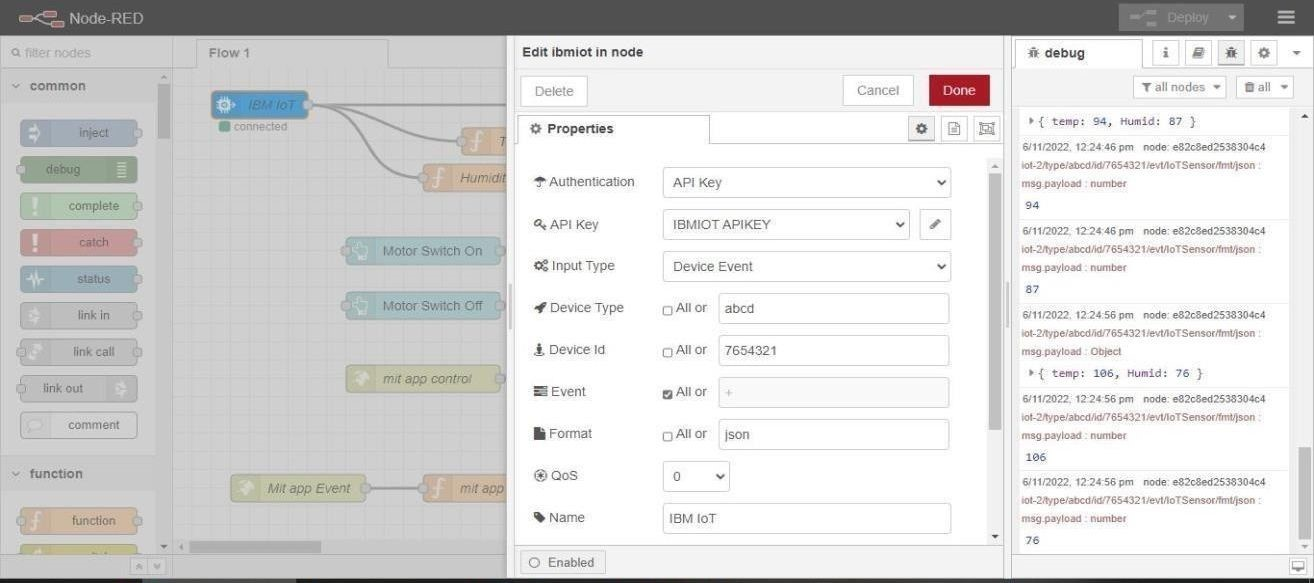 Node-RED
Deploy
filter nodes
common
inject
debug
complete
catch
status
link in
link call
link out
comment
function
function
Flow 1
IBM IoT
connected
T
Humidit
Motor Switch On
Motor Switch Off
mit app control
Mit app Event
mit app
Edit ibmiot in node
Delete
Cancel
Done
Properties
Authentication
API Key
API Key
IBMIOT APIKEY
Input Type
Device Event
Device Type
All or
abcd
Device Id
All or
7654321
Event
All or
+
Format
All or
json
QoS
0
Name
IBM IoT
Enabled
debug
all nodes
all
{ temp: 94, Humid: 87 }
6/11/2022, 12:24:46 pm node: e82c8ed2538304c4
iot-2/type/abcd/id/7654321/evt/IoTSensor/fmt/json :
msg.payload : number
94
6/11/2022, 12:24:46 pm node: e82c8ed2538304c4
iot-2/type/abcd/id/7654321/evt/IoTSensor/fmt/json :
msg.payload : number
87
6/11/2022, 12:24:56 pm node: e82c8ed2538304c4
iot-2/type/abcd/id/7654321/evt/IoTSensor/fmt/json :
msg.payload : Object
{ temp: 106, Humid: 76 }
6/11/2022, 12:24:56 pm node: e82c8ed2538304c4
iot-2/type/abcd/id/7654321/evt/IoTSensor/fmt/json :
msg.payload : number
106
6/11/2022, 12:24:56 pm node: e82c8ed2538304c4
iot-2/type/abcd/id/7654321/evt/IoTSensor/fmt/json :
msg.payload : number
76